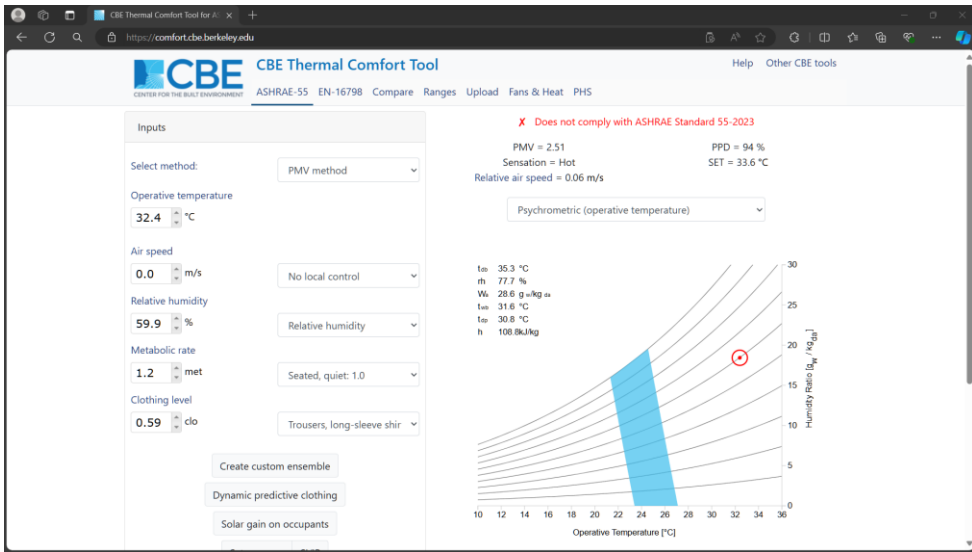 CBE Thermal Comfort Tool for AS
https://comfort.cbe.berkeley.edu
CBE
CENTER FOR THE BUILT ENVIRONMENT
CBE Thermal Comfort Tool
Help Other CBE tools
ASHRAE-55 EN-16798 Compare Ranges Upload Fans & Heat PHS
Inputs
Select method:
PMV method
Operative temperature
32.4 °C
Air speed
0.0 m/s
No local control
Relative humidity
59.9 %
Relative humidity
Metabolic rate
1.2 met
Seated, quiet: 1.0
Clothing level
0.59 clo
Trousers, long-sleeve shir
Create custom ensemble
Dynamic predictive clothing
Solar gain on occupants
✗ Does not comply with ASHRAE Standard 55-2023
PMV = 2.51 PPD = 94 %
Sensation = Hot SET = 33.6 °C
Relative air speed = 0.06 m/s
Psychrometric (operative temperature)
tdb 35.3 °C
rh 77.7 %
Wa 28.6 g w/kg da
twb 31.6 °C
tdp 30.8 °C
h 108.8kJ/kg
30
25
20
15
10
5
0
Humidity Ratio [gw / kgda]
10 12 14 16 18 20 22 24 26 28 30 32 34 36
Operative Temperature [°C]